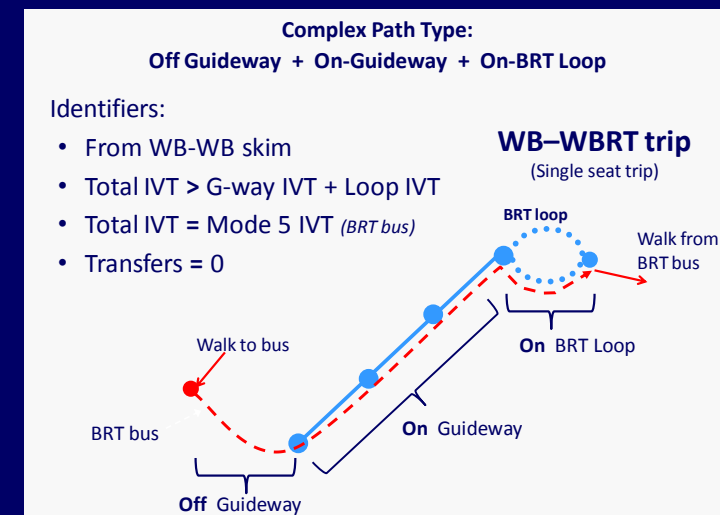 Complex Path Type:
Off Guideway + On-Guideway + On-BRT Loop
Identifiers:
• From WB-WB skim
• Total IVT > G-way IVT + Loop IVT
• Total IVT = Mode 5 IVT (BRT bus)
• Transfers = 0
WB–WBRT trip
(Single seat trip)
BRT loop
Walk from
BRT bus
On BRT Loop
Walk to bus
On Guideway
BRT bus
Off Guideway